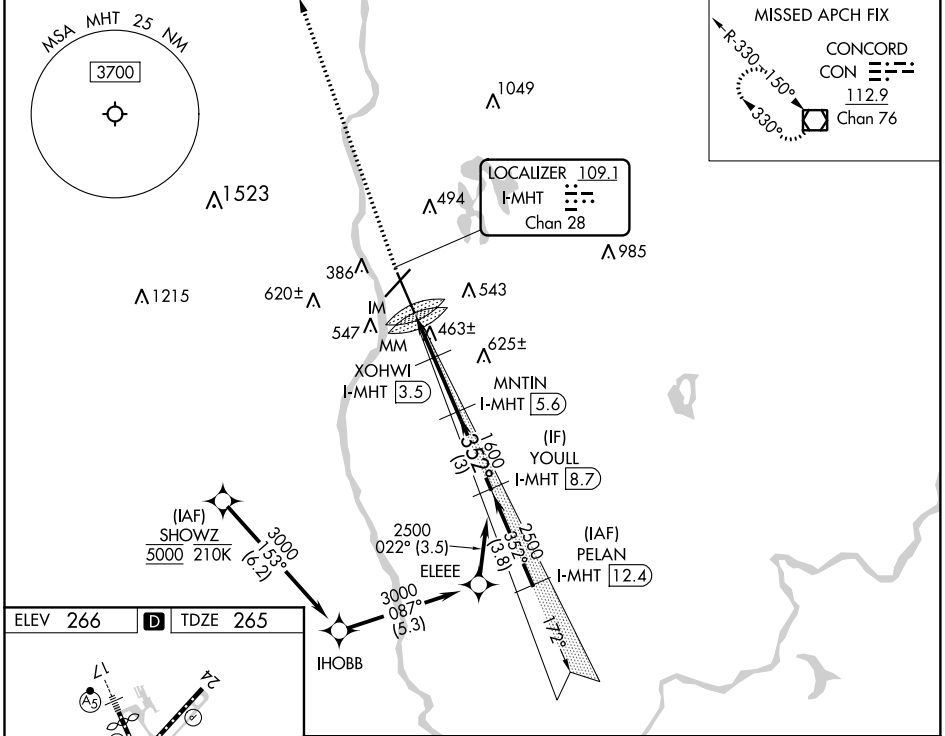 MSA MHT 25 NM
3700
MISSED APCH FIX
R-330
150°
330°
CONCORD
CON
112.9
Chan 76
1049
1523
494
LOCALIZER 109.1
I-MHT
Chan 28
985
386
1215
620±
543
IM
547
463±
MM
625±
XOHWI
I-MHT 3.5
MNTIN
I-MHT 5.6
1600
352°
(3)
(IF)
YOULL
I-MHT 8.7
(IAF)
SHOWZ
5000 210K
3000
153°
(6.2)
2500
022° (3.5)
ELEEE
2500
352°
(3.8)
(IAF)
PELAN
I-MHT 12.4
3000
087°
(5.3)
IHOBB
172°
ELEV 266 D TDZE 265
17
24
A5
P